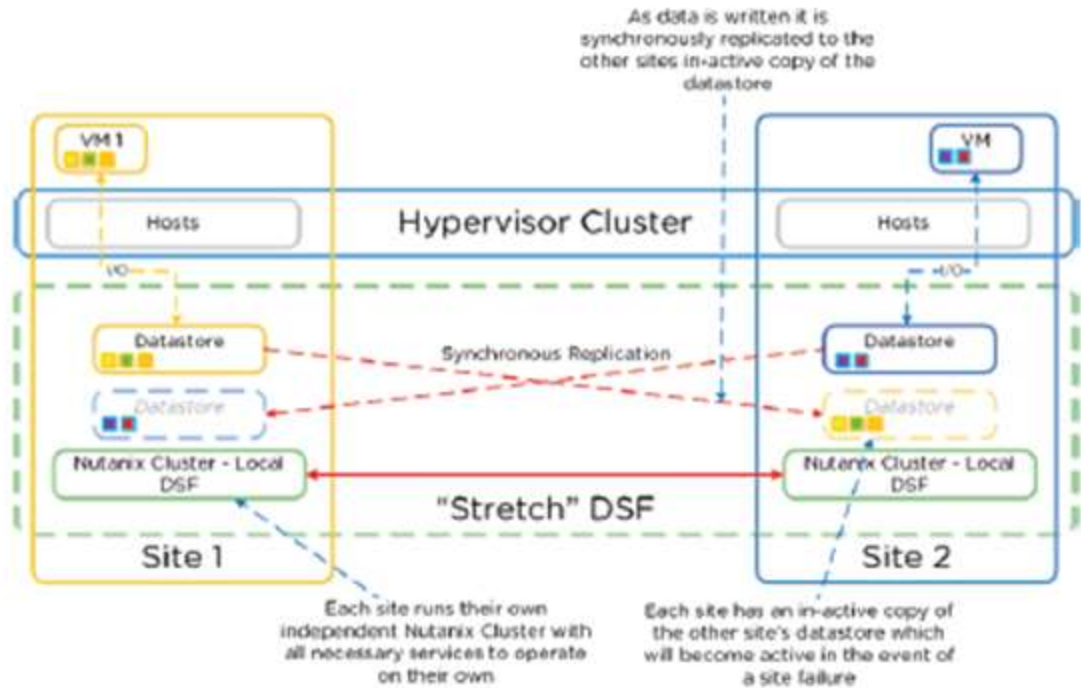 As data is written it is
synchronously replicated to the
other sites in-active copy of the
datastore
VM 1
VM
Hosts
Hypervisor Cluster
Hosts
I/O
I/O
Datastore
Synchronous Replication
Datastore
Datastore
Datastore
Nutanix Cluster - Local
DSF
Nutanix Cluster - Local
DSF
"Stretch" DSF
Site 1
Site 2
Each site runs their own
independent Nutanix Cluster with
all necessary services to operate
on their own
Each site has an in-active copy of
the other site's datastore which
will become active in the event of
a site failure